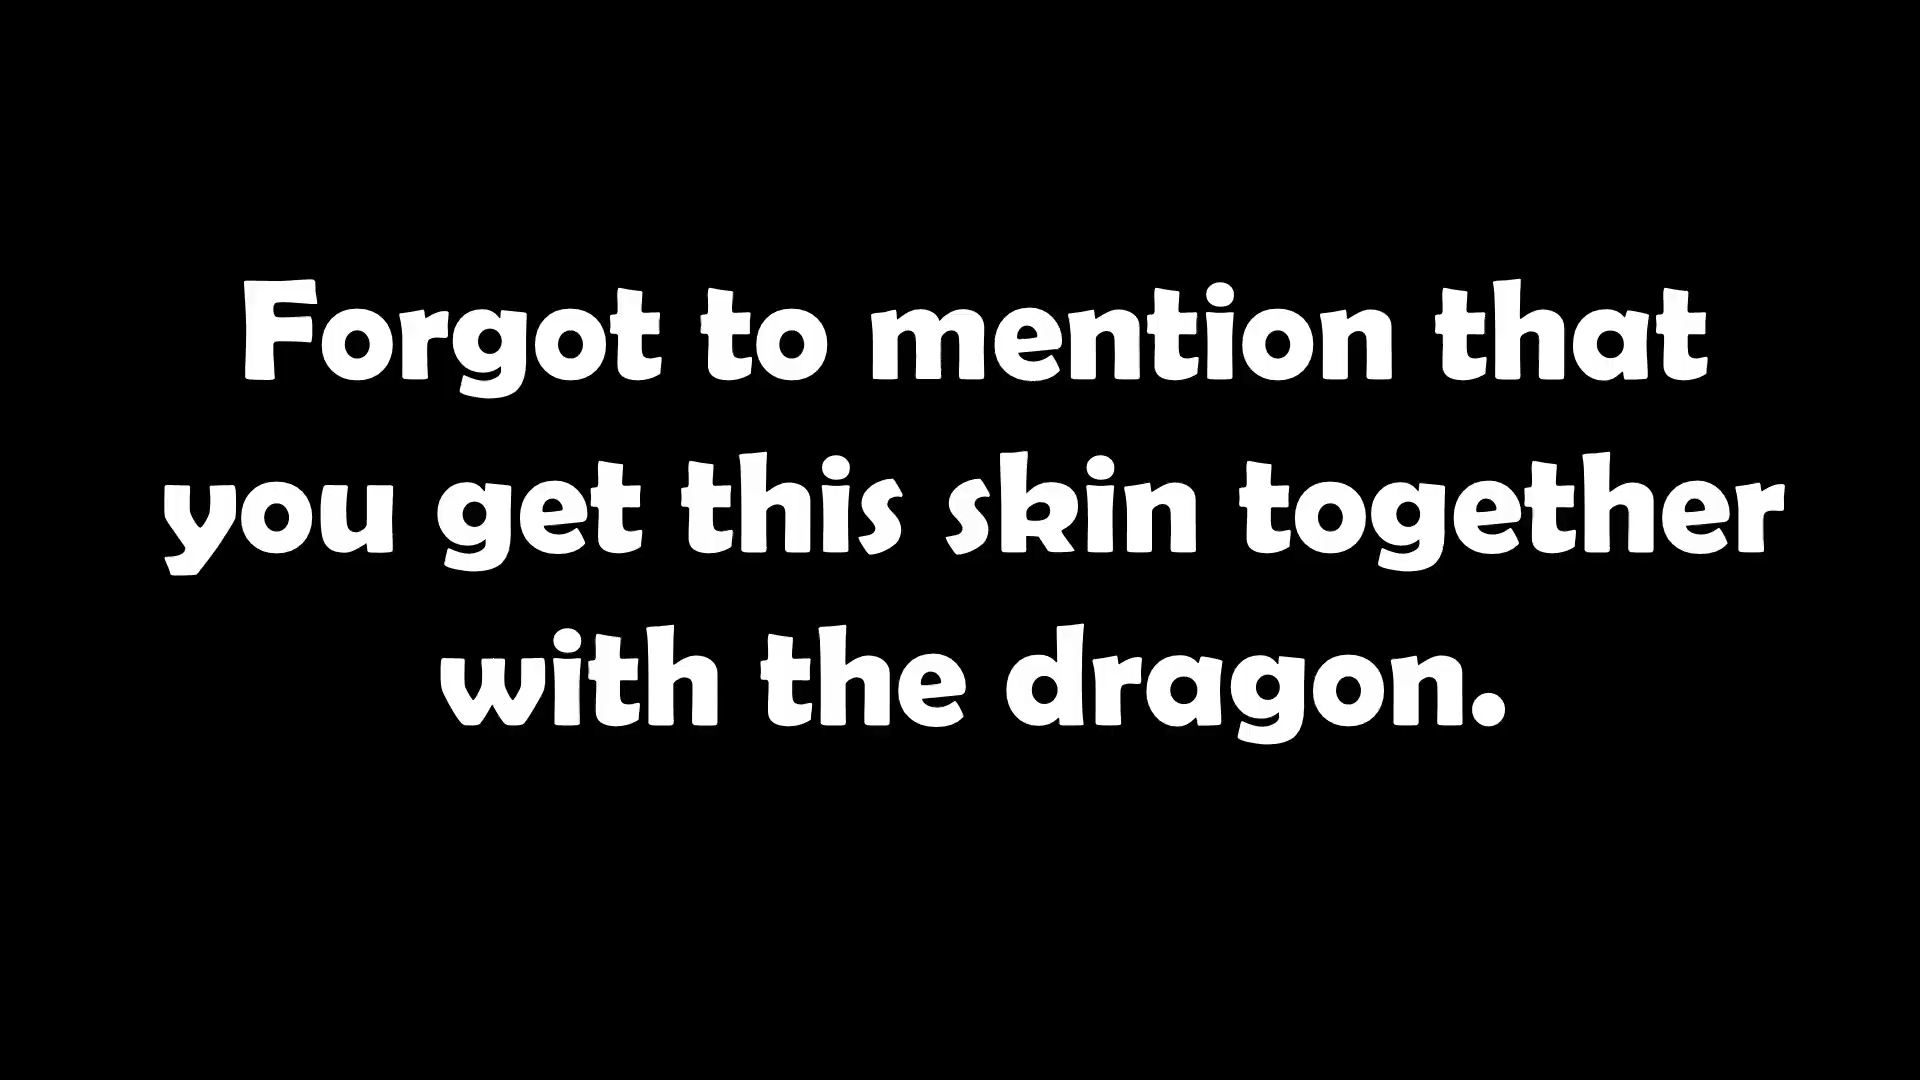 Forgot to mention that
you get this skin together
with the dragon.